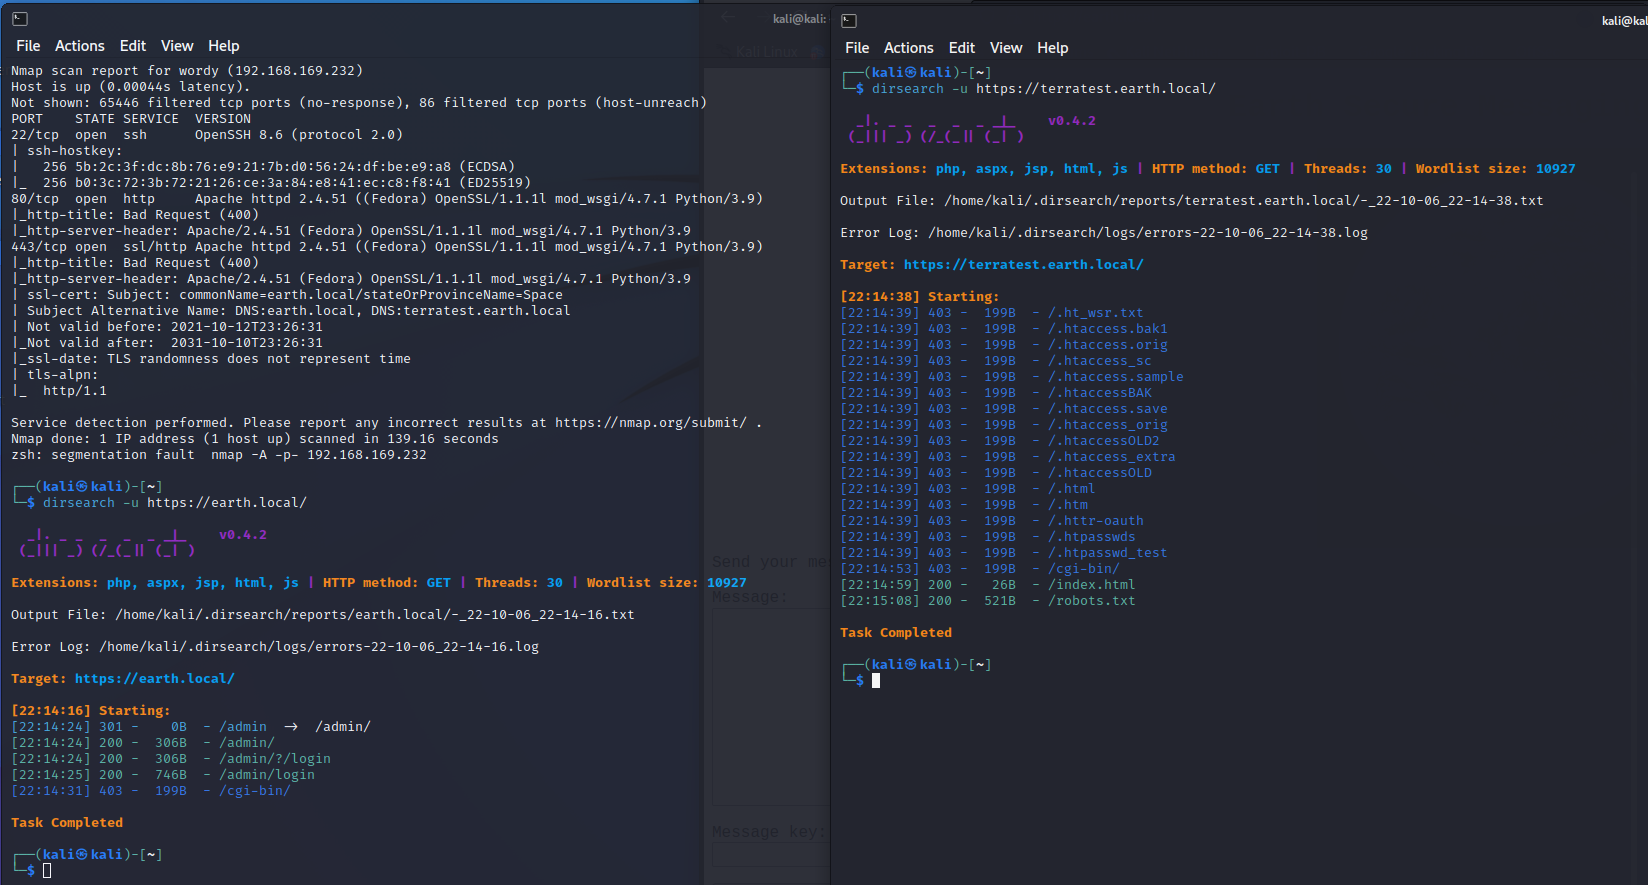 kali@kali:
File Actions Edit View Help
Nmap scan report for wordy (192.168.169.232)
Host is up (0.00044s latency).
Not shown: 65446 filtered tcp ports (no-response), 86 filtered tcp ports (host-unreach)
PORT    STATE SERVICE  VERSION
22/tcp  open  ssh      OpenSSH 8.6 (protocol 2.0)
| ssh-hostkey:
|   256 5b:2c:3f:dc:8b:76:e9:21:7b:d0:56:24:df:be:e9:a8 (ECDSA)
|_  256 b0:3c:72:3b:72:21:26:ce:3a:84:e8:41:ec:c8:f8:41 (ED25519)
80/tcp  open  http     Apache httpd 2.4.51 ((Fedora) OpenSSL/1.1.1l mod_wsgi/4.7.1 Python/3.9)
|_http-title: Bad Request (400)
|_http-server-header: Apache/2.4.51 (Fedora) OpenSSL/1.1.1l mod_wsgi/4.7.1 Python/3.9
443/tcp open  ssl/http Apache httpd 2.4.51 ((Fedora) OpenSSL/1.1.1l mod_wsgi/4.7.1 Python/3.9)
|_http-title: Bad Request (400)
|_http-server-header: Apache/2.4.51 (Fedora) OpenSSL/1.1.1l mod_wsgi/4.7.1 Python/3.9
| ssl-cert: Subject: commonName=earth.local/stateOrProvinceName=Space
| Subject Alternative Name: DNS:earth.local, DNS:terratest.earth.local
| Not valid before: 2021-10-12T23:26:31
|_Not valid after:  2031-10-10T23:26:31
|_ssl-date: TLS randomness does not represent time
| tls-alpn:
|_  http/1.1
Service detection performed. Please report any incorrect results at https://nmap.org/submit/ .
Nmap done: 1 IP address (1 host up) scanned in 139.16 seconds
zsh: segmentation fault  nmap -A -p- 192.168.169.232
┌──(kali㉿kali)-[~]
└─$ dirsearch -u https://earth.local/
v0.4.2
Extensions: php, aspx, jsp, html, js | HTTP method: GET | Threads: 30 | Wordlist size: 10927
Output File: /home/kali/.dirsearch/reports/earth.local/-_22-10-06_22-14-16.txt
Error Log: /home/kali/.dirsearch/logs/errors-22-10-06_22-14-16.log
Target: https://earth.local/
[22:14:16] Starting:
[22:14:24] 301 -    0B  - /admin  →  /admin/
[22:14:24] 200 -  306B  - /admin/
[22:14:24] 200 -  306B  - /admin/?/login
[22:14:25] 200 -  746B  - /admin/login
[22:14:31] 403 -  199B  - /cgi-bin/
Task Completed
┌──(kali㉿kali)-[~]
└─$
Kali Linux
Send your me
Message:
Message key:
kali@kal
File Actions Edit View Help
┌──(kali㉿kali)-[~]
└─$ dirsearch -u https://terratest.earth.local/
v0.4.2
Extensions: php, aspx, jsp, html, js | HTTP method: GET | Threads: 30 | Wordlist size: 10927
Output File: /home/kali/.dirsearch/reports/terratest.earth.local/-_22-10-06_22-14-38.txt
Error Log: /home/kali/.dirsearch/logs/errors-22-10-06_22-14-38.log
Target: https://terratest.earth.local/
[22:14:38] Starting:
[22:14:39] 403 -  199B  - /.ht_wsr.txt
[22:14:39] 403 -  199B  - /.htaccess.bak1
[22:14:39] 403 -  199B  - /.htaccess.orig
[22:14:39] 403 -  199B  - /.htaccess_sc
[22:14:39] 403 -  199B  - /.htaccess.sample
[22:14:39] 403 -  199B  - /.htaccessBAK
[22:14:39] 403 -  199B  - /.htaccess.save
[22:14:39] 403 -  199B  - /.htaccess_orig
[22:14:39] 403 -  199B  - /.htaccessOLD2
[22:14:39] 403 -  199B  - /.htaccess_extra
[22:14:39] 403 -  199B  - /.htaccessOLD
[22:14:39] 403 -  199B  - /.html
[22:14:39] 403 -  199B  - /.htm
[22:14:39] 403 -  199B  - /.httr-oauth
[22:14:39] 403 -  199B  - /.htpasswds
[22:14:39] 403 -  199B  - /.htpasswd_test
[22:14:53] 403 -  199B  - /cgi-bin/
[22:14:59] 200 -   26B  - /index.html
[22:15:08] 200 -  521B  - /robots.txt
Task Completed
┌──(kali㉿kali)-[~]
└─$